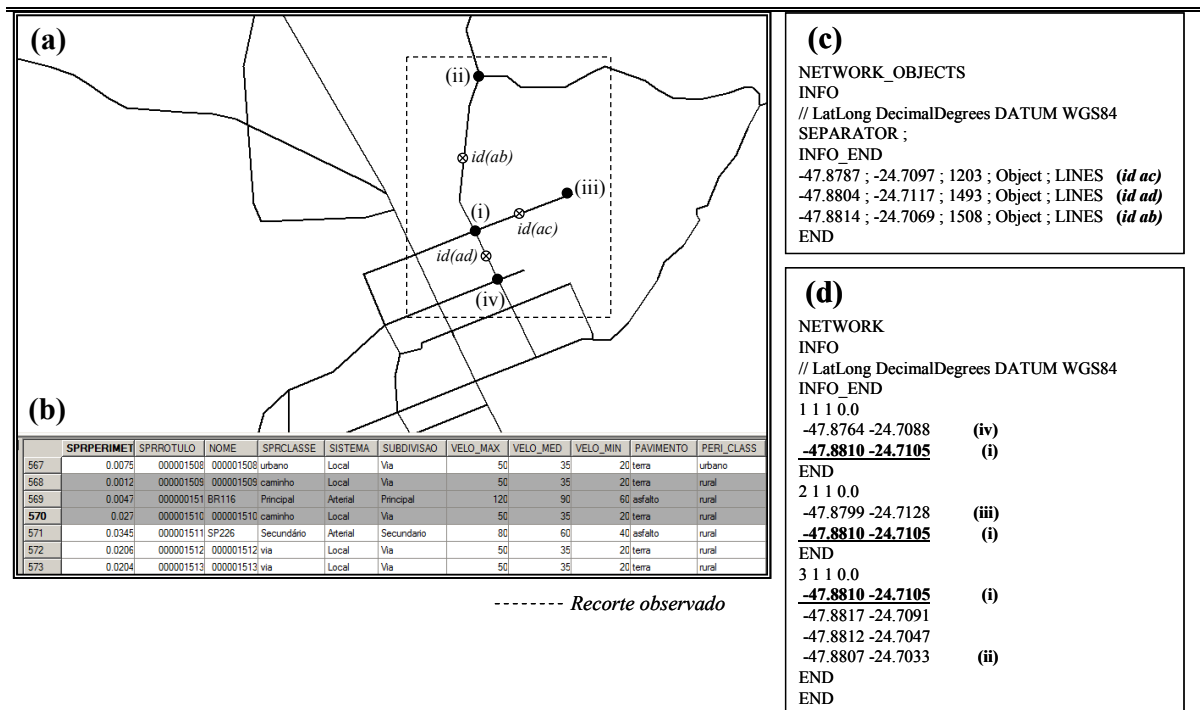 (a)
(ii)
id(ab)
(iii)
(i)
id(ac)
id(ad)
(iv)
(b)
SPRPERIMET SPRROTULO NOME SPRCLASSE SISTEMA SUBDIVISAO VELO_MAX VELO_MED VELO_MIN PAVIMENTO PERI_CLASS
567 0.0075 000001508 000001508 urbano Local Via 50 35 20 terra urbano
568 0.0012 000001509 000001509 caminho Local Via 50 35 20 terra rural
569 0.0047 000000151 BR116 Principal Arterial Principal 120 90 60 asfalto rural
570 0.027 000001510 000001510 caminho Local Via 50 35 20 terra rural
571 0.0345 000001511 SP226 Secundário Arterial Secundario 80 60 40 asfalto rural
572 0.0206 000001512 000001512 via Local Via 50 35 20 terra rural
573 0.0204 000001513 000001513 via Local Via 50 35 20 terra rural
Recorte observado
(c)
NETWORK_OBJECTS
INFO
// LatLong DecimalDegrees DATUM WGS84
SEPARATOR ;
INFO_END
-47.8787 ; -24.7097 ; 1203 ; Object ; LINES (id ac)
-47.8804 ; -24.7117 ; 1493 ; Object ; LINES (id ad)
-47.8814 ; -24.7069 ; 1508 ; Object ; LINES (id ab)
END
(d)
NETWORK
INFO
// LatLong DecimalDegrees DATUM WGS84
INFO_END
1 1 1 0.0
-47.8764 -24.7088 (iv)
-47.8810 -24.7105 (i)
END
2 1 1 0.0
-47.8799 -24.7128 (iii)
-47.8810 -24.7105 (i)
END
3 1 1 0.0
-47.8810 -24.7105 (i)
-47.8817 -24.7091
-47.8812 -24.7047
-47.8807 -24.7033 (ii)
END
END